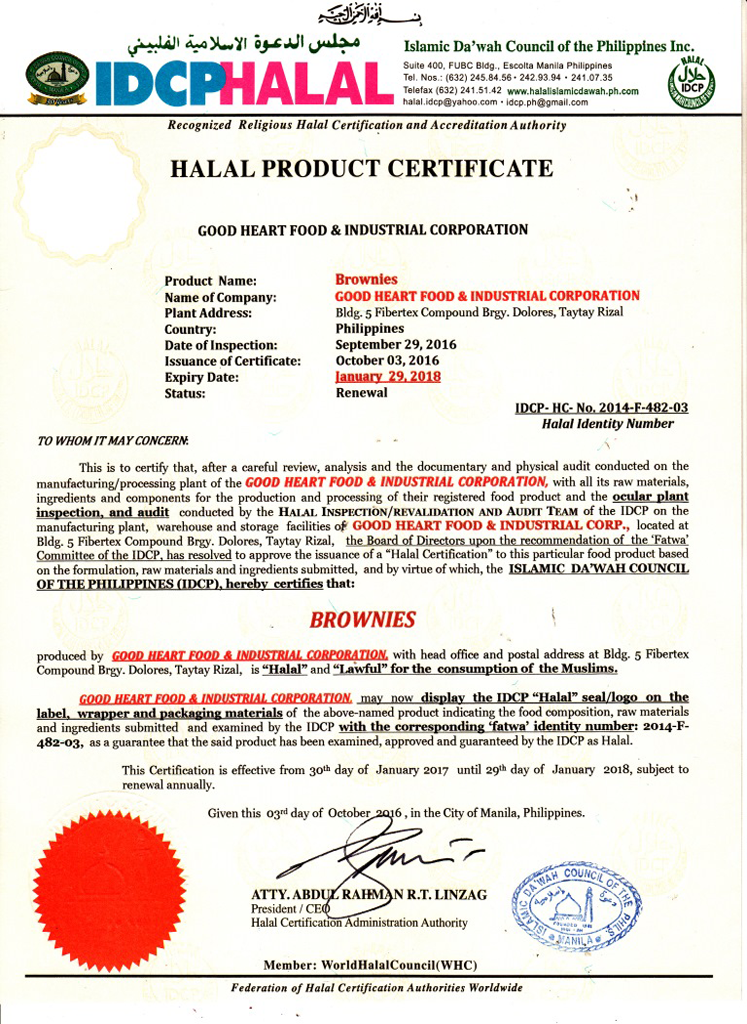 مجلس الدعوة الاسلامية الفلبيني
IDCPHALAL
Islamic Da'wah Council of the Philippines Inc.
Suite 400, FUBC Bldg., Escolta Manila Philippines
Tel. Nos.: (632) 245.84.56 • 242.93.94 • 241.07.35
Telefax (632) 241.51.42 www.halalislamicdawah.ph.com
halal.idcp@yahoo.com • idcp.ph@gmail.com
HALAL
حلال
IDCP
Recognized Religious Halal Certification and Accreditation Authority
HALAL PRODUCT CERTIFICATE
GOOD HEART FOOD & INDUSTRIAL CORPORATION
Product Name: Brownies
Name of Company: GOOD HEART FOOD & INDUSTRIAL CORPORATION
Plant Address: Bldg. 5 Fibertex Compound Brgy. Dolores, Taytay Rizal
Country: Philippines
Date of Inspection: September 29, 2016
Issuance of Certificate: October 03, 2016
Expiry Date: January 29, 2018
Status: Renewal
IDCP- HC- No. 2014-F-482-03
Halal Identity Number
TO WHOM IT MAY CONCERN:
This is to certify that, after a careful review, analysis and the documentary and physical audit conducted on the
manufacturing/processing plant of the GOOD HEART FOOD & INDUSTRIAL CORPORATION, with all its raw materials,
ingredients and components for the production and processing of their registered food product and the ocular plant
inspection, and audit conducted by the HALAL INSPECTION/REVALIDATION AND AUDIT TEAM of the IDCP on the
manufacturing plant, warehouse and storage facilities of GOOD HEART FOOD & INDUSTRIAL CORP., located at
Bldg. 5 Fibertex Compound Brgy. Dolores, Taytay Rizal, the Board of Directors upon the recommendation of the 'Fatwa'
Committee of the IDCP, has resolved to approve the issuance of a "Halal Certification" to this particular food product based
on the formulation, raw materials and ingredients submitted, and by virtue of which, the ISLAMIC DA'WAH COUNCIL
OF THE PHILIPPINES (IDCP), hereby certifies that:
BROWNIES
produced by GOOD HEART FOOD & INDUSTRIAL CORPORATION, with head office and postal address at Bldg. 5 Fibertex
Compound Brgy. Dolores, Taytay Rizal, is "Halal" and "Lawful" for the consumption of the Muslims.
GOOD HEART FOOD & INDUSTRIAL CORPORATION, may now display the IDCP "Halal" seal/logo on the
label, wrapper and packaging materials of the above-named product indicating the food composition, raw materials
and ingredients submitted and examined by the IDCP with the corresponding 'fatwa' identity number: 2014-F-
482-03, as a guarantee that the said product has been examined, approved and guaranteed by the IDCP as Halal.
This Certification is effective from 30th day of January 2017 until 29th day of January 2018, subject to
renewal annually.
Given this 03rd day of October 2016 , in the City of Manila, Philippines.
ATTY. ABDUL RAHMAN R.T. LINZAG
President / CEO
Halal Certification Administration Authority
ISLAMIC DA'WAH COUNCIL OF THE PHILS.
MANILA
Member: WorldHalalCouncil(WHC)
Federation of Halal Certification Authorities Worldwide